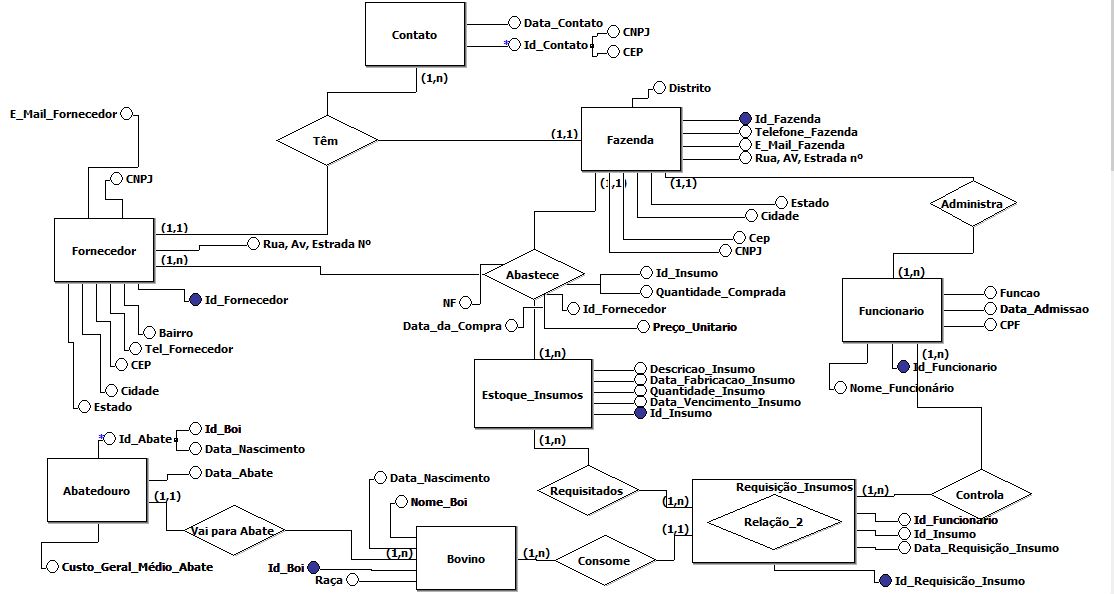 Contato
Data_Contato
Id_Contato
CNPJ
CEP
(1,n)
E_Mail_Fornecedor
Têm
(1,1)
Distrito
Fazenda
Id_Fazenda
Telefone_Fazenda
E_Mail_Fazenda
Rua, AV, Estrada nº
CNPJ
(1,1)
(1,1)
Administra
Estado
Cidade
Cep
CNPJ
Fornecedor
(1,1)
Rua, Av, Estrada Nº
(1,n)
Id_Fornecedor
Bairro
Tel_Fornecedor
CEP
Cidade
Estado
Abastece
NF
Data_da_Compra
Id_Insumo
Quantidade_Comprada
Id_Fornecedor
Preço_Unitario
(1,n)
(1,n)
Funcionario
Funcao
Data_Admissao
CPF
(1,n)
Id_Funcionario
Nome_Funcionário
Estoque_Insumos
Descricao_Insumo
Data_Fabricacao_Insumo
Quantidade_Insumo
Data_Vencimento_Insumo
Id_Insumo
(1,n)
Id_Abate
Id_Boi
Data_Nascimento
Abatedouro
Data_Abate
(1,1)
Custo_Geral_Médio_Abate
Vai para Abate
Data_Nascimento
Nome_Boi
(1,n)
Bovino
Id_Boi
Raça
(1,n)
Consome
Requisitados
(1,n)
(1,1)
Requisição_Insumos
Relação_2
(1,n)
Controla
Id_Funcionario
Id_Insumo
Data_Requisição_Insumo
Id_Requisicão_Insumo